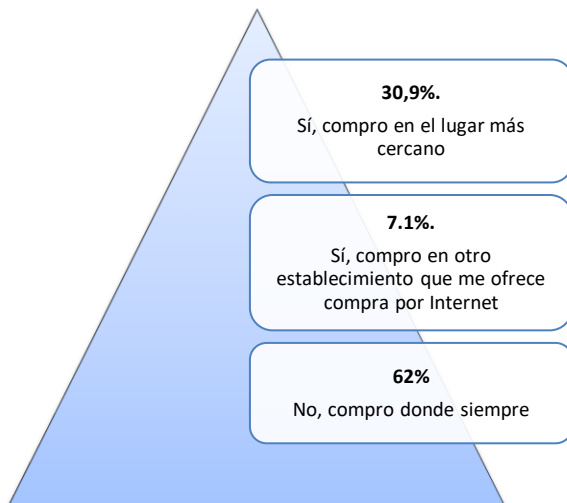 30,9%.
Sí, compro en el lugar más
cercano
7.1%.
Sí, compro en otro
establecimiento que me ofrece
compra por Internet
62%
No, compro donde siempre